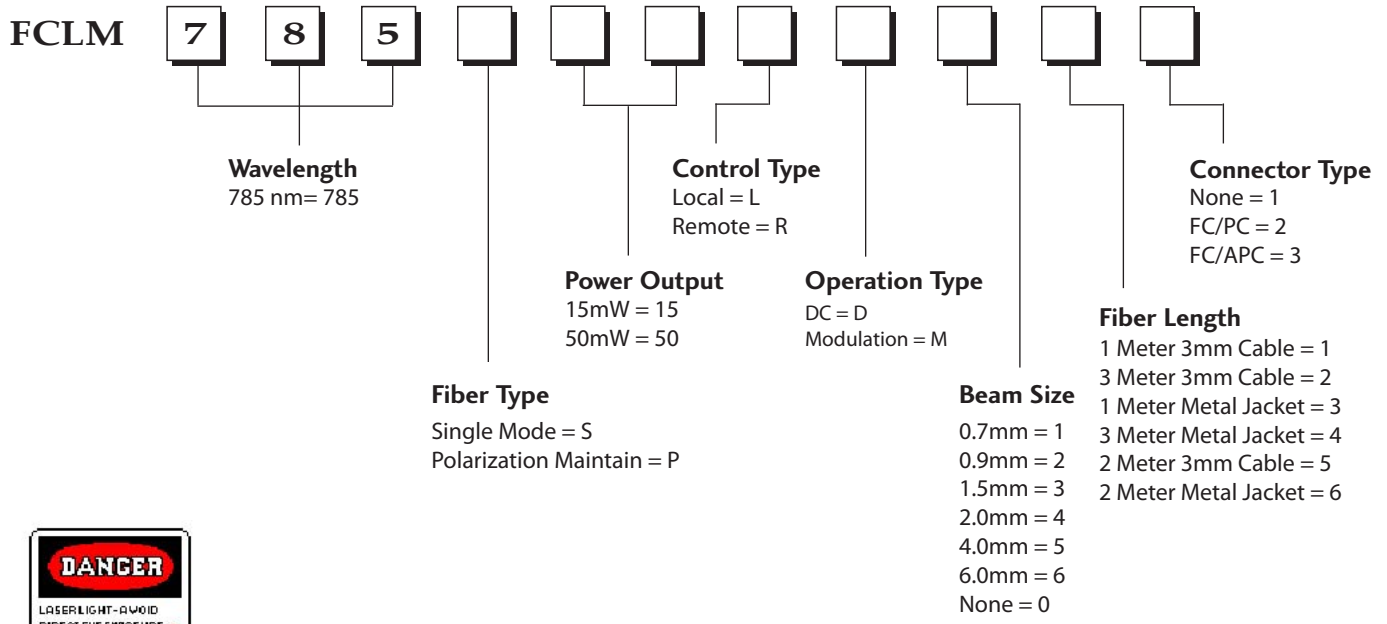 FCLM 7 8 5
Wavelength
785 nm= 785
Control Type
Local = L
Remote = R
Connector Type
None = 1
FC/PC = 2
FC/APC = 3
Power Output
15mW = 15
50mW = 50
Operation Type
DC = D
Modulation = M
Fiber Length
1 Meter 3mm Cable = 1
3 Meter 3mm Cable = 2
1 Meter Metal Jacket = 3
3 Meter Metal Jacket = 4
2 Meter 3mm Cable = 5
2 Meter Metal Jacket = 6
Fiber Type
Single Mode = S
Polarization Maintain = P
Beam Size
0.7mm = 1
0.9mm = 2
1.5mm = 3
2.0mm = 4
4.0mm = 5
6.0mm = 6
None = 0
DANGER
LASERLIGHT-AVOID